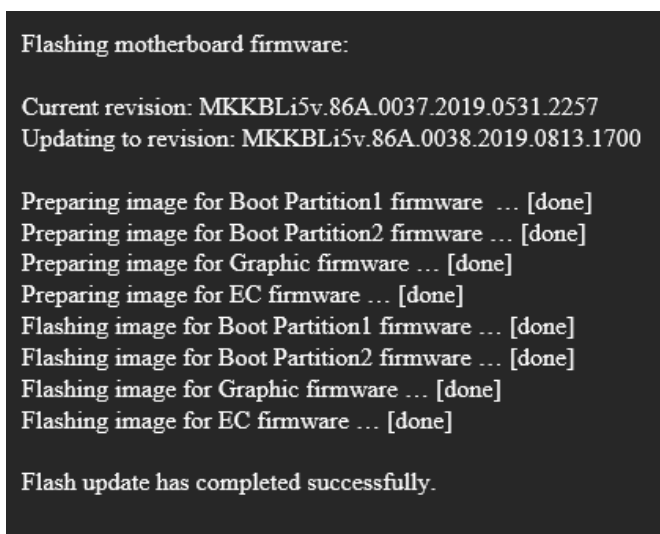 Flashing motherboard firmware:
Current revision: MKKBLi5v.86A.0037.2019.0531.2257
Updating to revision: MKKBLi5v.86A.0038.2019.0813.1700
Preparing image for Boot Partition1 firmware … [done]
Preparing image for Boot Partition2 firmware … [done]
Preparing image for Graphic firmware … [done]
Preparing image for EC firmware … [done]
Flashing image for Boot Partition1 firmware … [done]
Flashing image for Boot Partition2 firmware … [done]
Flashing image for Graphic firmware … [done]
Flashing image for EC firmware … [done]
Flash update has completed successfully.